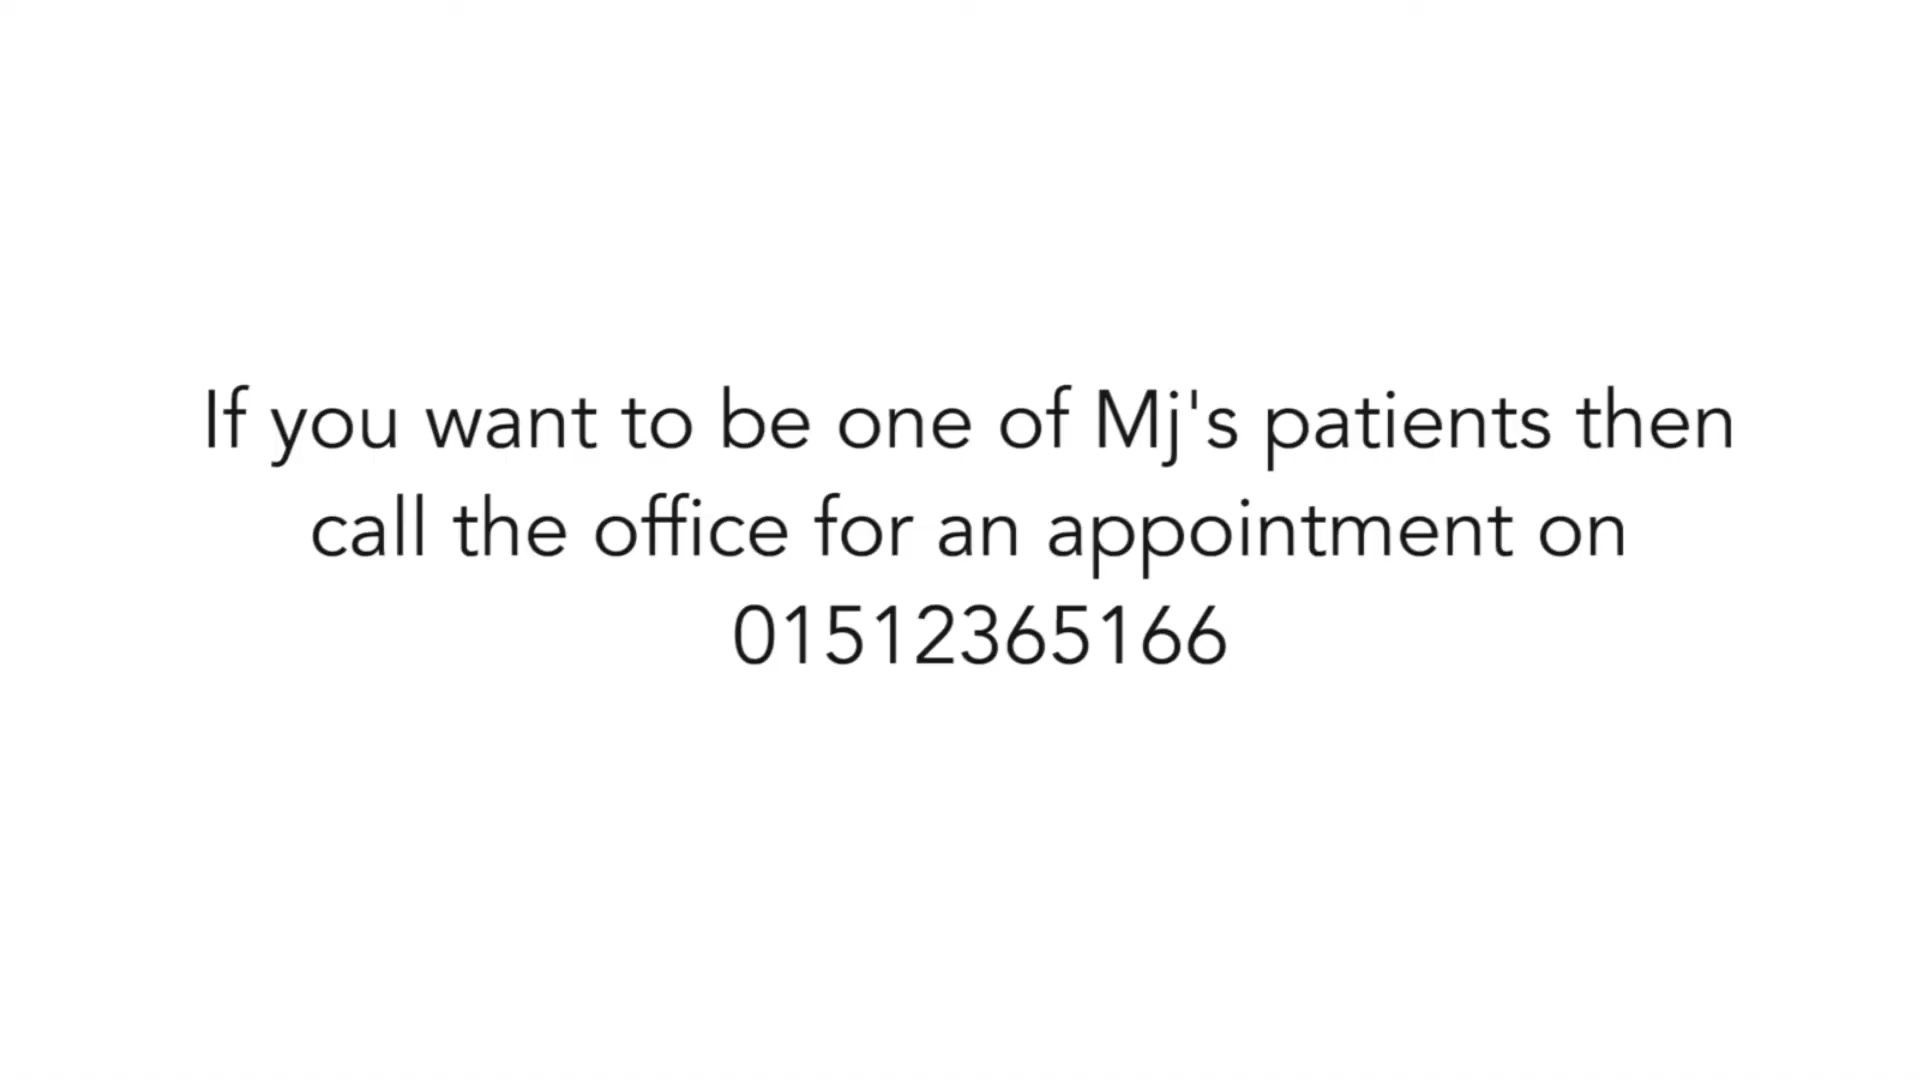 If you want to be one of Mj's patients then
call the office for an appointment on
01512365166